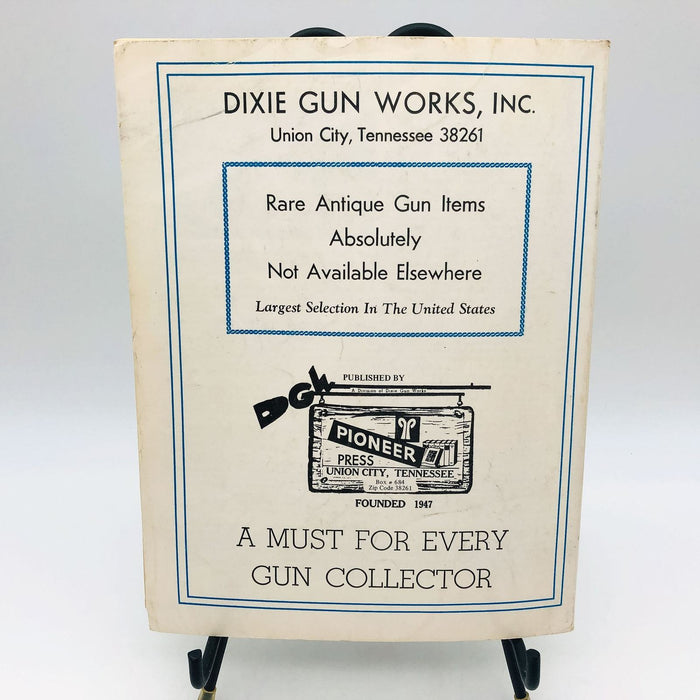 DIXIE GUN WORKS, INC.
Union City, Tennessee 38261
Rare Antique Gun Items
Absolutely
Not Available Elsewhere
Largest Selection In The United States
DGW
PUBLISHED BY
A Division of Dixie Gun Works
PIONEER
PRESS
UNION CITY, TENNESSEE
Box # 684
Zip Code 38261
FOUNDED 1947
A MUST FOR EVERY
GUN COLLECTOR